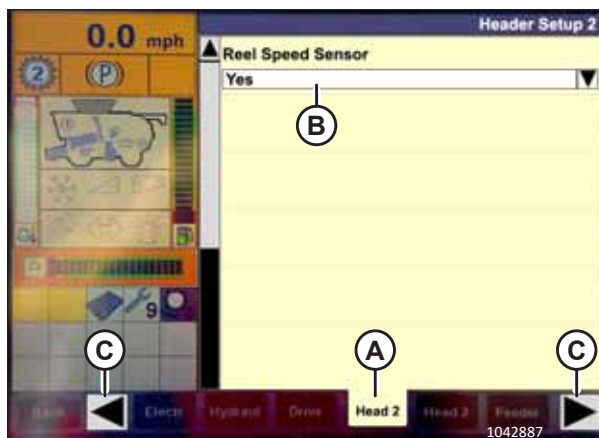 Header Setup 2
0.0 mph
Reel Speed Sensor
Yes
B
2
P
9
C
A
C
Back
Electr
Hydraul
Drive
Head 2
Head 2
Feeder
1042887